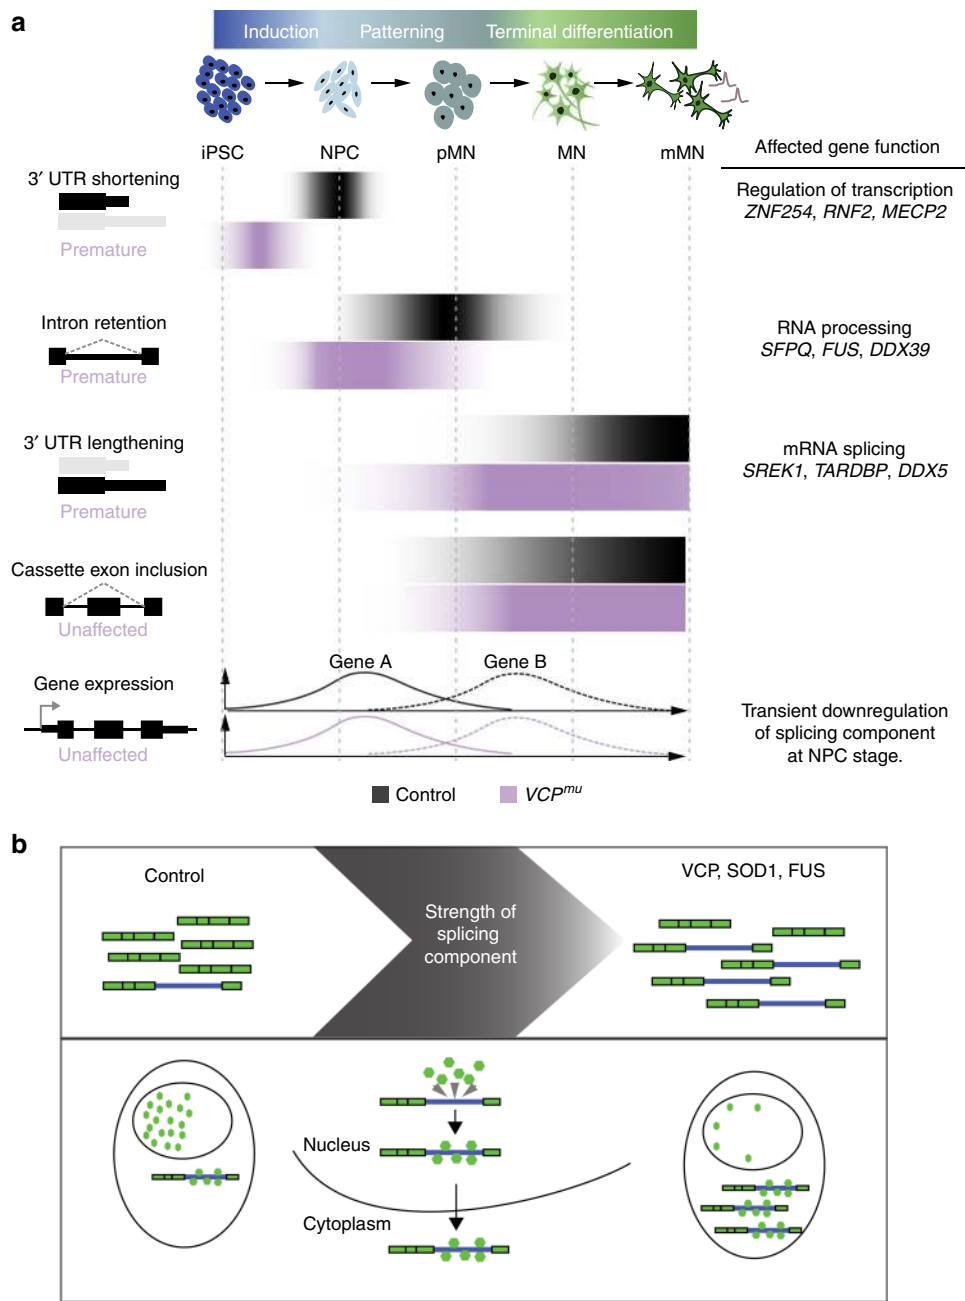 a
Induction Patterning Terminal differentiation
iPSC NPC pMN MN mMN
Affected gene function
3′ UTR shortening
Premature
Regulation of transcription
ZNF254, RNF2, MECP2
Intron retention
Premature
RNA processing
SFPQ, FUS, DDX39
3′ UTR lengthening
Premature
mRNA splicing
SREK1, TARDBP, DDX5
Cassette exon inclusion
Unaffected
Gene expression
Unaffected
Gene A Gene B
Transient downregulation
of splicing component
at NPC stage.
Control VCPmu
b
Control
Strength of
splicing
component
VCP, SOD1, FUS
Nucleus
Cytoplasm